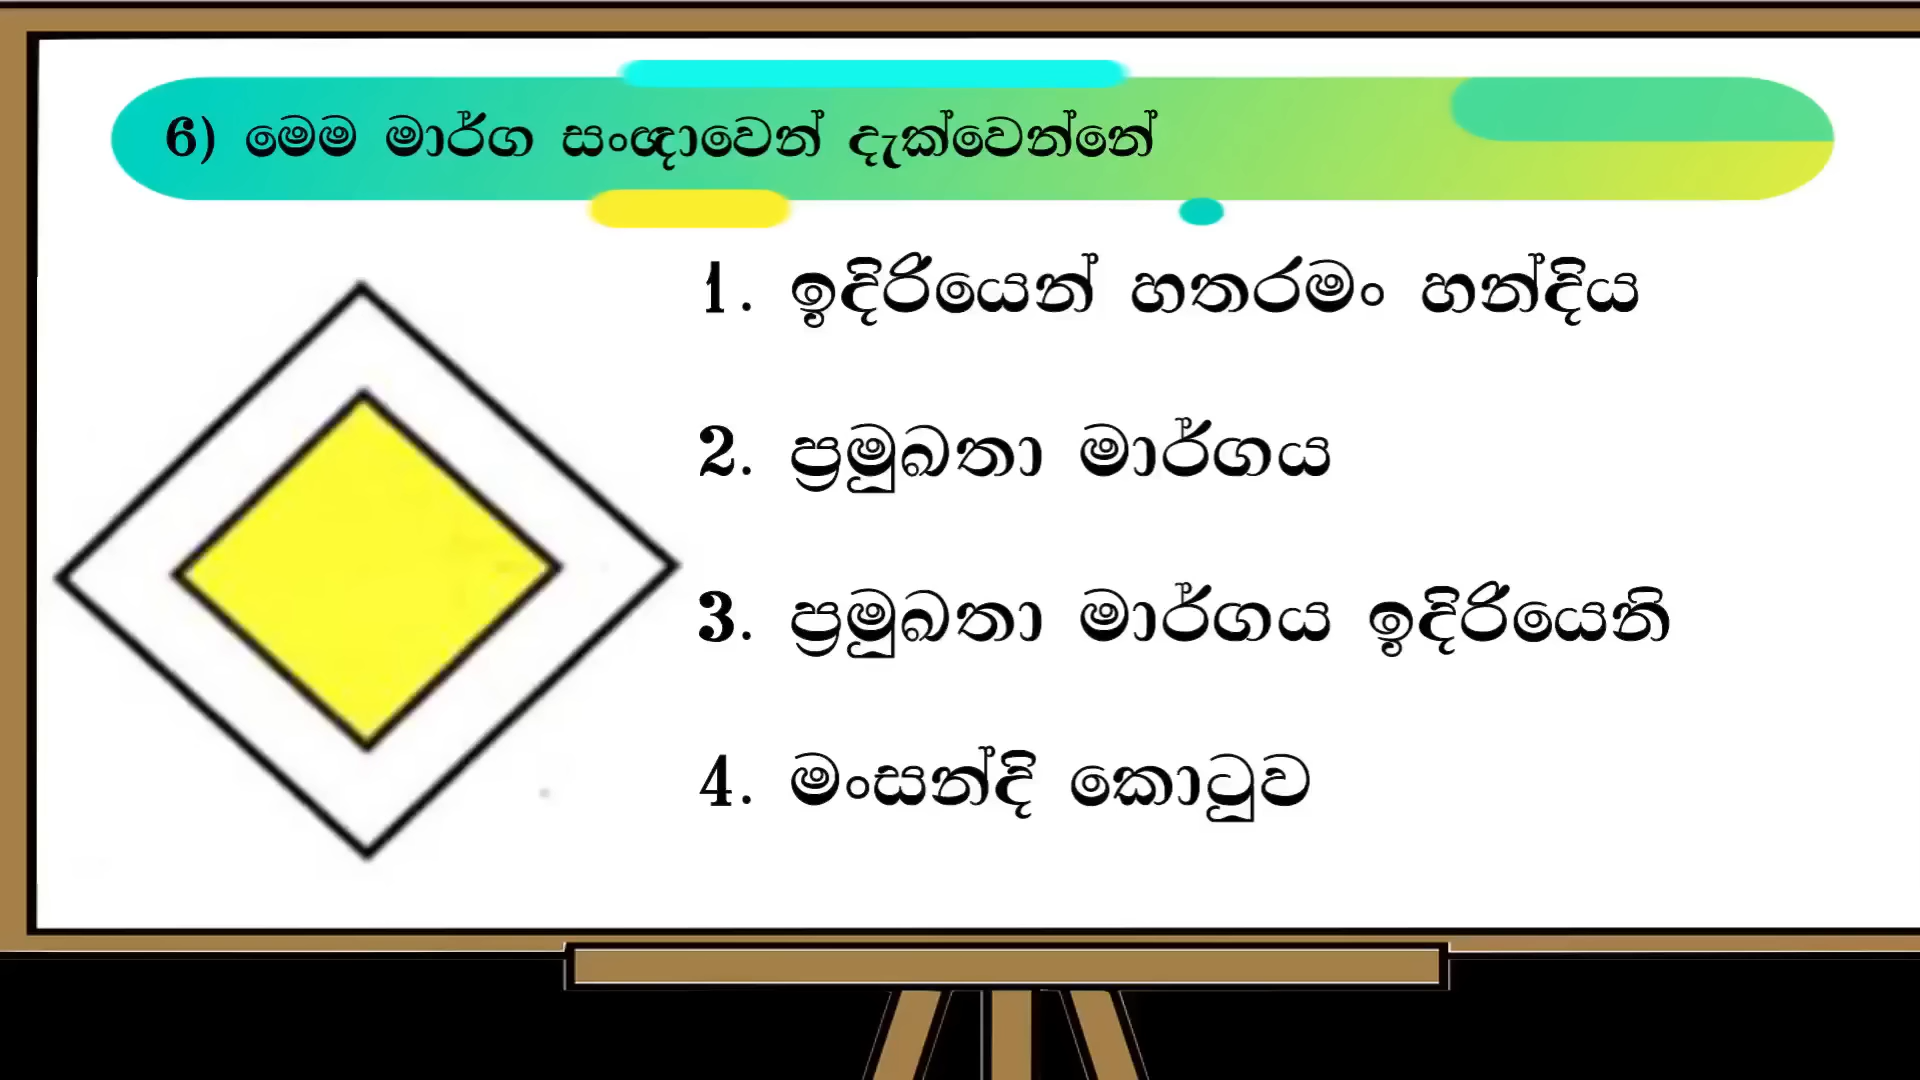 6) මෙම මාර්ග සංඥාවෙන් දැක්වෙන්නේ
1. ඉදිරියෙන් හතරමං හන්දිය
2. ප්‍රමුඛතා මාර්ගය
3. ප්‍රමුඛතා මාර්ගය ඉදිරියෙනි
4. මංසන්දි කොටුව